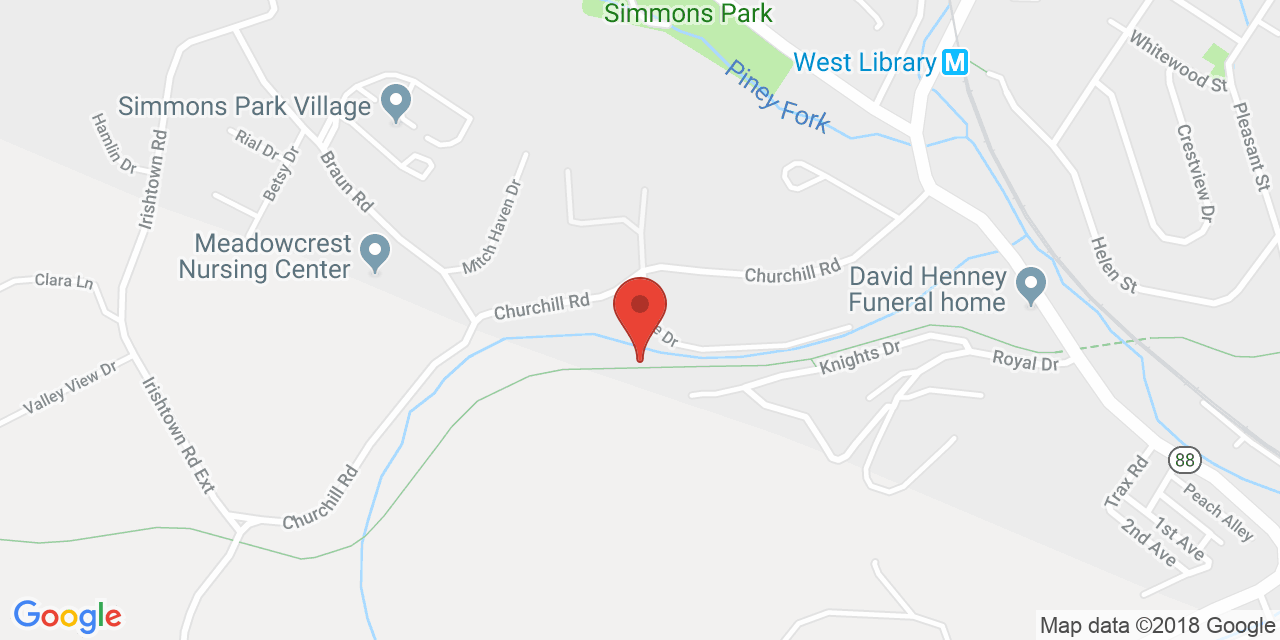 Simmons Park
West Library M
Whitewood St
Piney Fork
Simmons Park Village
Hamlin Dr
Rial Dr
Irishtown Rd
Betsy Dr
Braun Rd
Pleasant St
Crestview Dr
Mitch Haven Dr
Meadowcrest
Nursing Center
Clara Ln
Churchill Rd
David Henney
Funeral home
Helen St
Churchill Rd
e Dr
Knights Dr
Royal Dr
Valley View Dr
Irishtown Rd Ext
Churchill Rd
88
Trax Rd
Peach Alley
1st Ave
2nd Ave
Google
Map data ©2018 Google